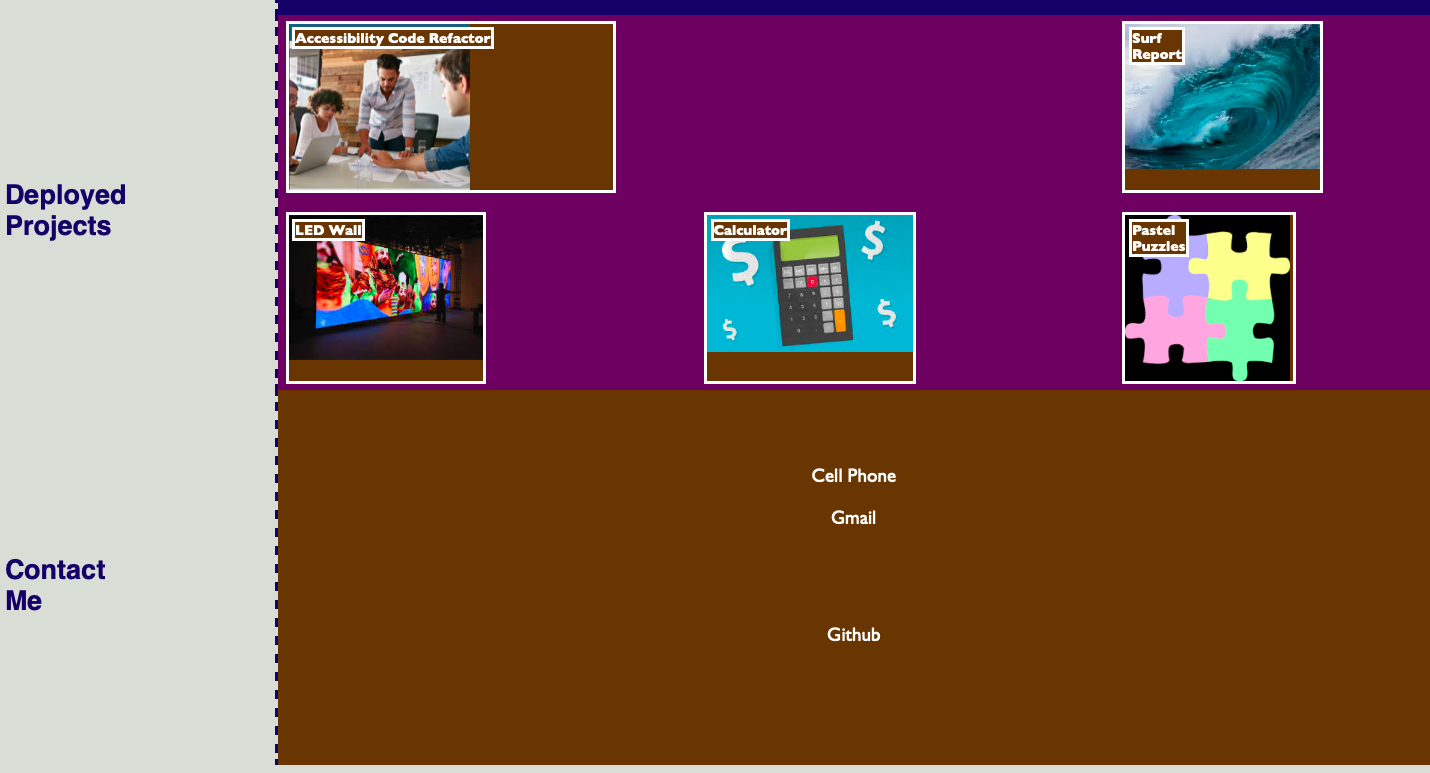 Deployed
Projects
Accessibility Code Refactor
Surf
Report
LED Wall
Calculator
Pastel
Puzzles
Contact
Me
Cell Phone
Gmail
Github